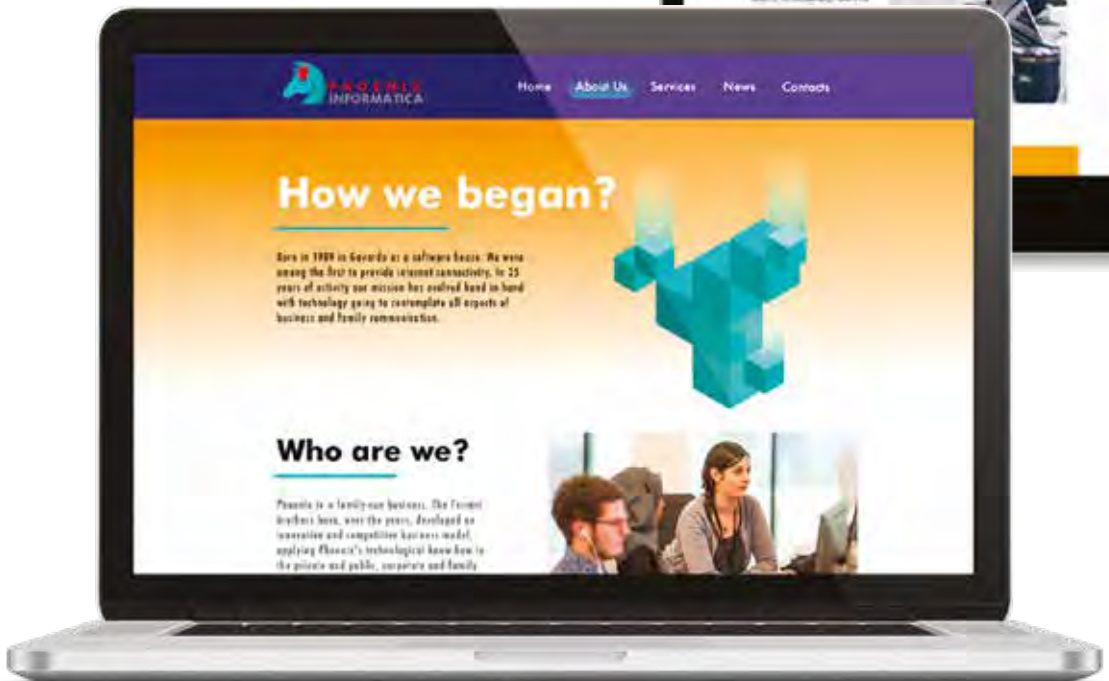 PHOENIX
INFORMATICA
Home About Us Services News Contacts
How we began?
Born in 1989 in Gavardo as a software house. We were
among the first to provide internet connectivity. In 25
years of activity our mission has evolved hand in hand
with technology going to contemplate all aspects of
business and family communication.
Who are we?
Phoenix is a family-run business. The
brothers have, over the years, developed an
innovative and competitive business model,
applying Phoenix's technological know-how in
the private and public, corporate and family